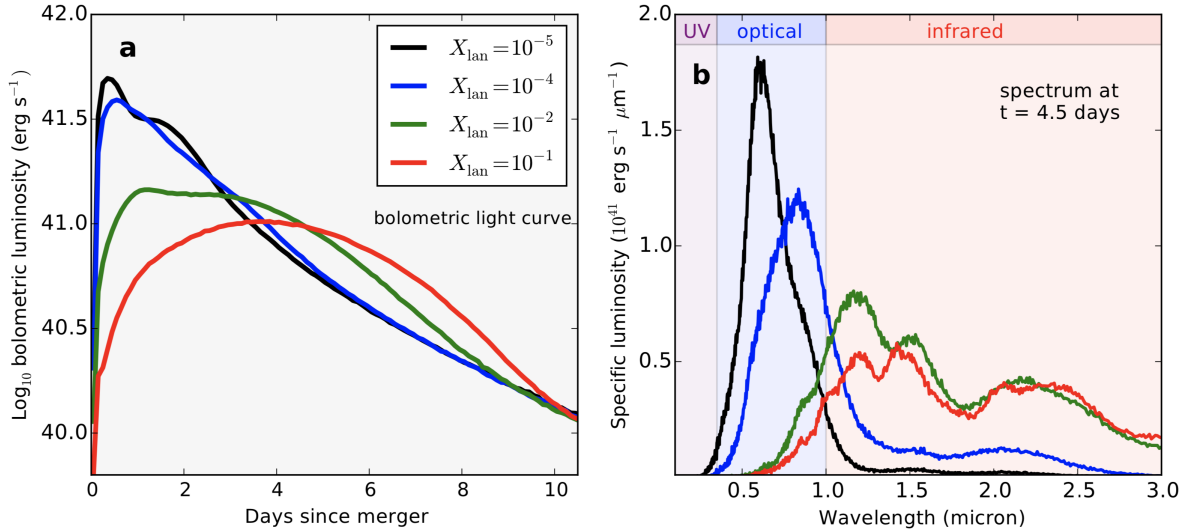 42.0
41.5
41.0
40.5
40.0
Log₁₀ bolometric luminosity (erg s⁻¹)
a
X_lan = 10⁻⁵
X_lan = 10⁻⁴
X_lan = 10⁻²
X_lan = 10⁻¹
bolometric light curve
0 2 4 6 8 10
Days since merger
2.0
1.5
1.0
0.5
Specific luminosity (10⁴¹ erg s⁻¹ μm⁻¹)
UV optical infrared
b
spectrum at
t = 4.5 days
0.5 1.0 1.5 2.0 2.5 3.0
Wavelength (micron)